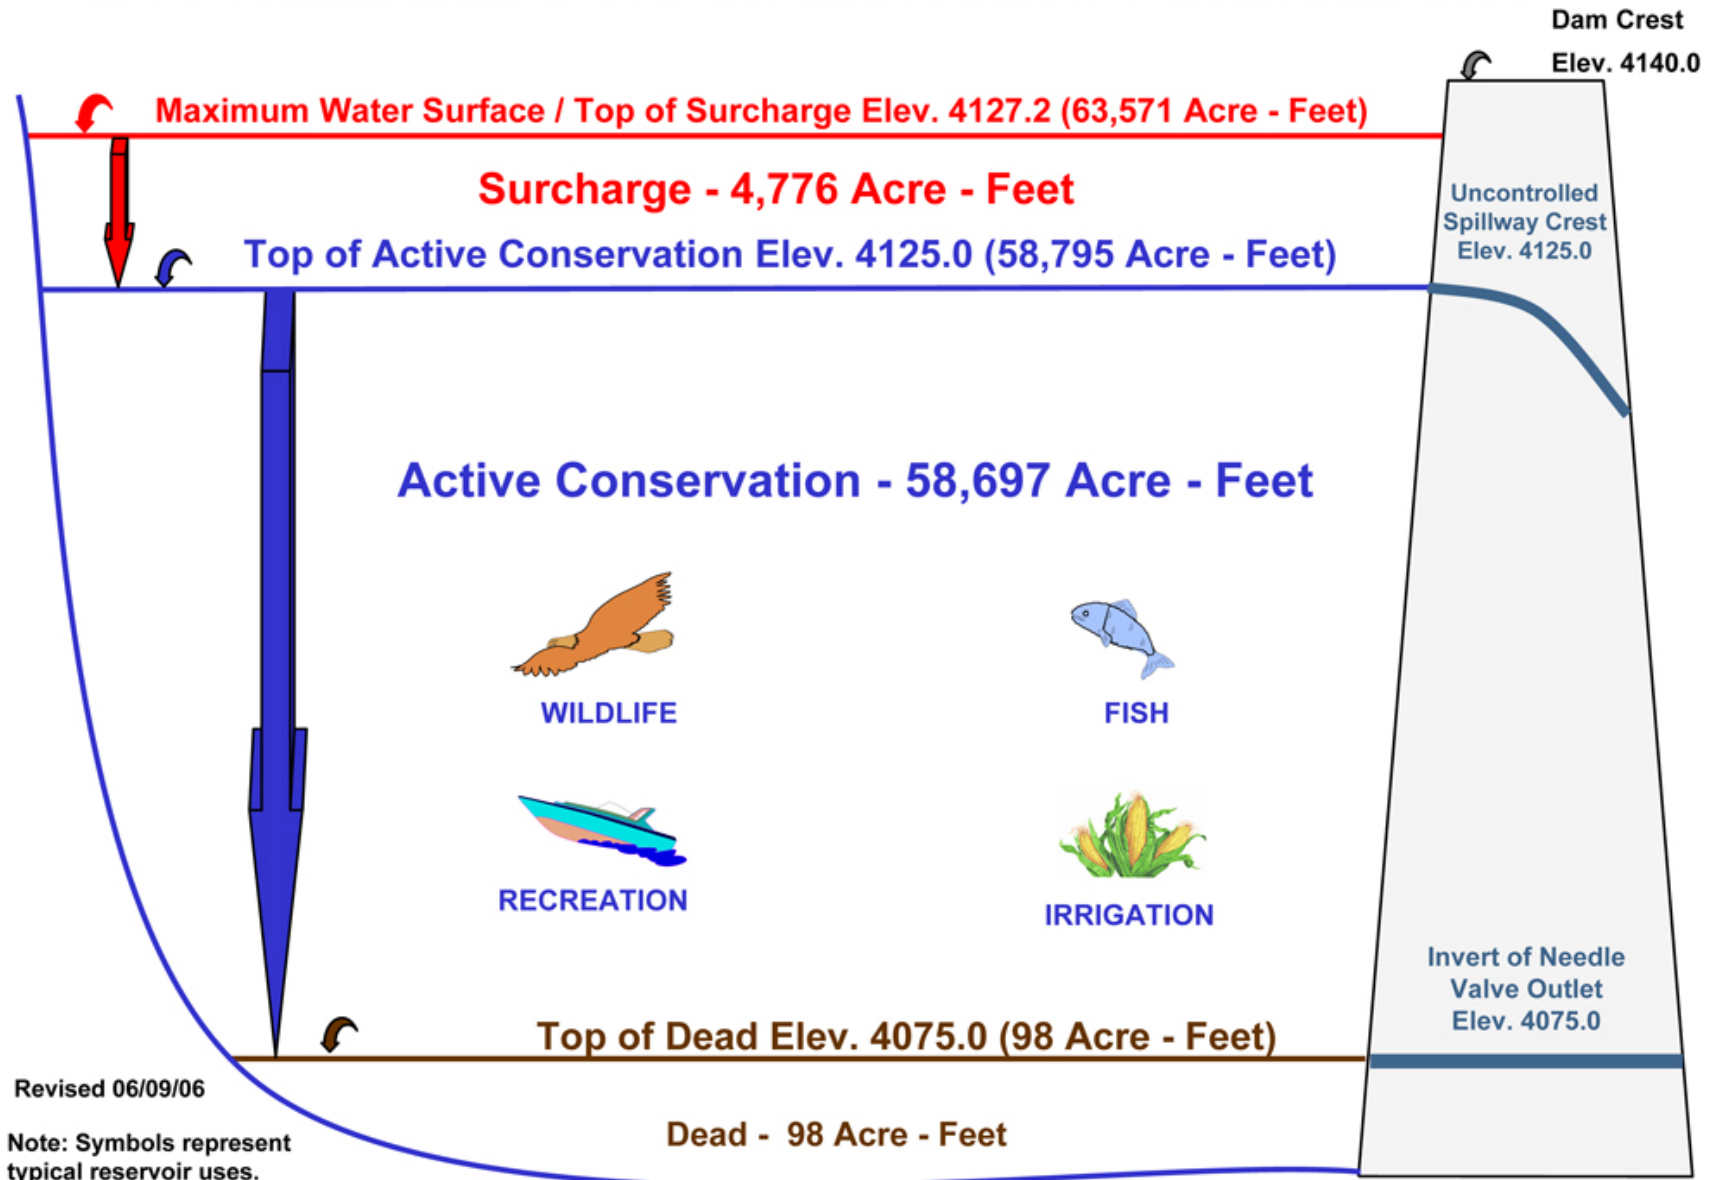 Dam Crest
Elev. 4140.0
Maximum Water Surface / Top of Surcharge Elev. 4127.2 (63,571 Acre - Feet)
Surcharge - 4,776 Acre - Feet
Uncontrolled
Spillway Crest
Elev. 4125.0
Top of Active Conservation Elev. 4125.0 (58,795 Acre - Feet)
Active Conservation - 58,697 Acre - Feet
WILDLIFE
FISH
RECREATION
IRRIGATION
Invert of Needle
Valve Outlet
Elev. 4075.0
Top of Dead Elev. 4075.0 (98 Acre - Feet)
Dead - 98 Acre - Feet
Revised 06/09/06
Note: Symbols represent
typical reservoir uses.